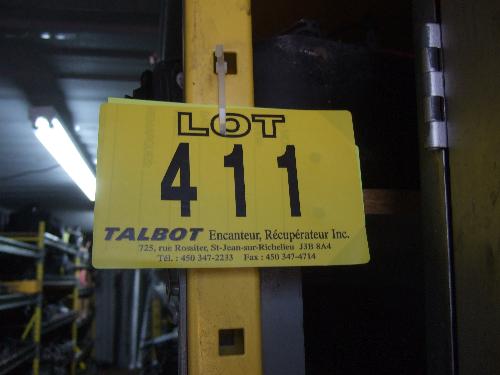 LOT
411
TALBOT Encanteur, Récupérateur Inc.
725, rue Rossiter, St-Jean-sur-Richelieu J3B 8A4
Tél. : 450 347-2233 Fax : 450 347-4714